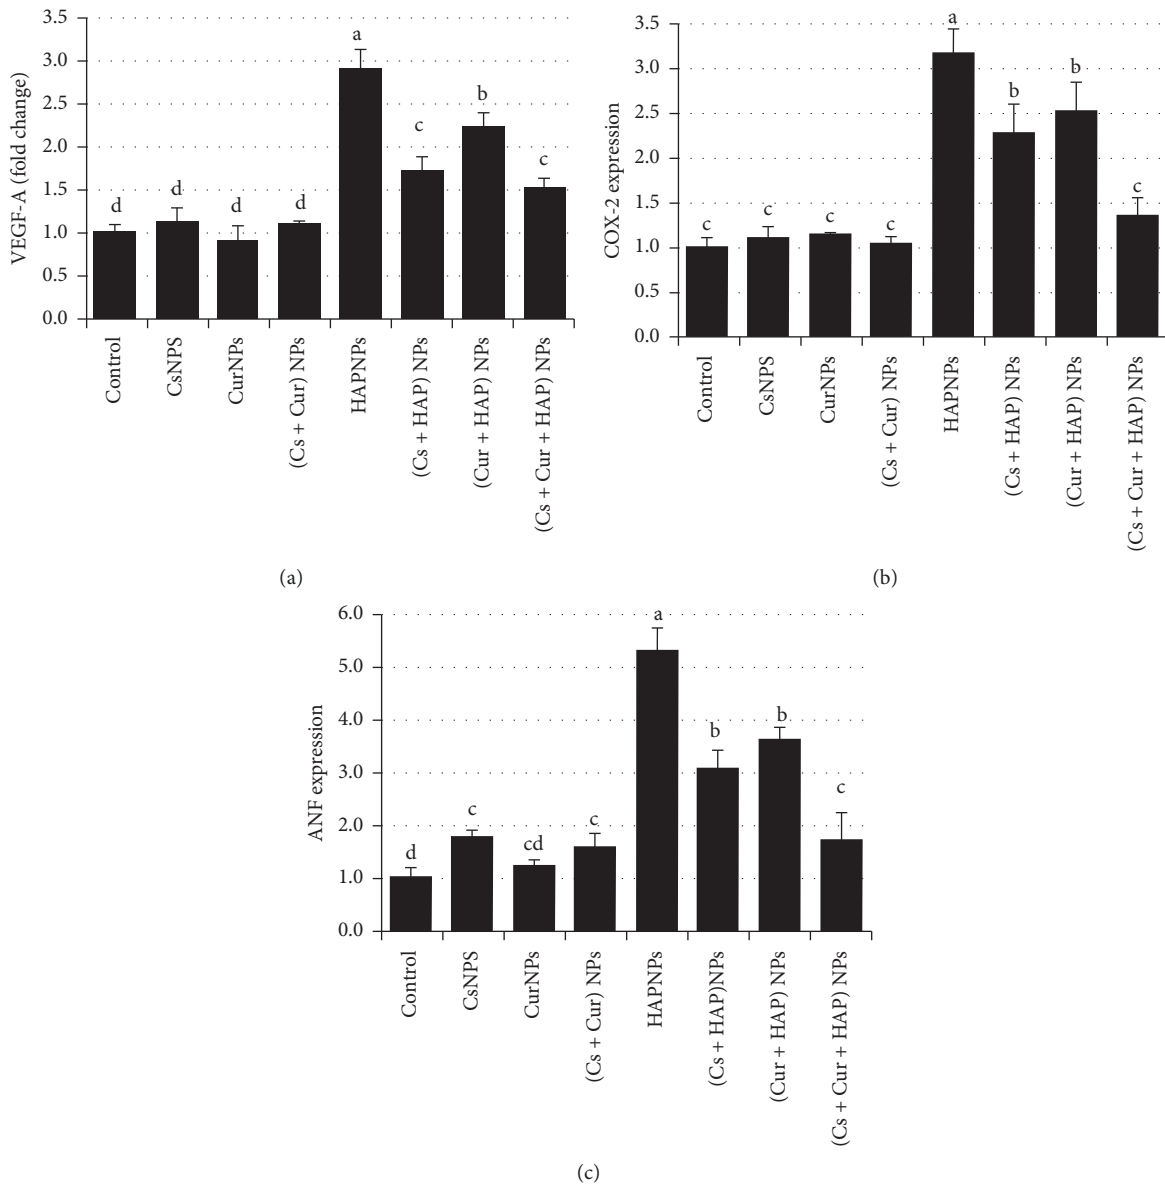 VEGF-A (fold change)
3.5
3.0
2.5
2.0
1.5
1.0
0.5
0.0
d
d
d
d
a
c
b
c
Control
CsNPS
CurNPs
(Cs + Cur) NPs
HAPNPs
(Cs + HAP) NPs
(Cur + HAP) NPs
(Cs + Cur + HAP) NPs
(a)
COX-2 expression
3.5
3.0
2.5
2.0
1.5
1.0
0.5
0.0
c
c
c
c
a
b
b
c
Control
CsNPS
CurNPs
(Cs + Cur) NPs
HAPNPs
(Cs + HAP) NPs
(Cur + HAP) NPs
(Cs + Cur + HAP) NPs
(b)
ANF expression
6.0
5.0
4.0
3.0
2.0
1.0
0.0
d
c
cd
c
a
b
b
c
Control
CsNPS
CurNPs
(Cs + Cur) NPs
HAPNPs
(Cs + HAP)NPs
(Cur + HAP) NPs
(Cs + Cur + HAP) NPs
(c)